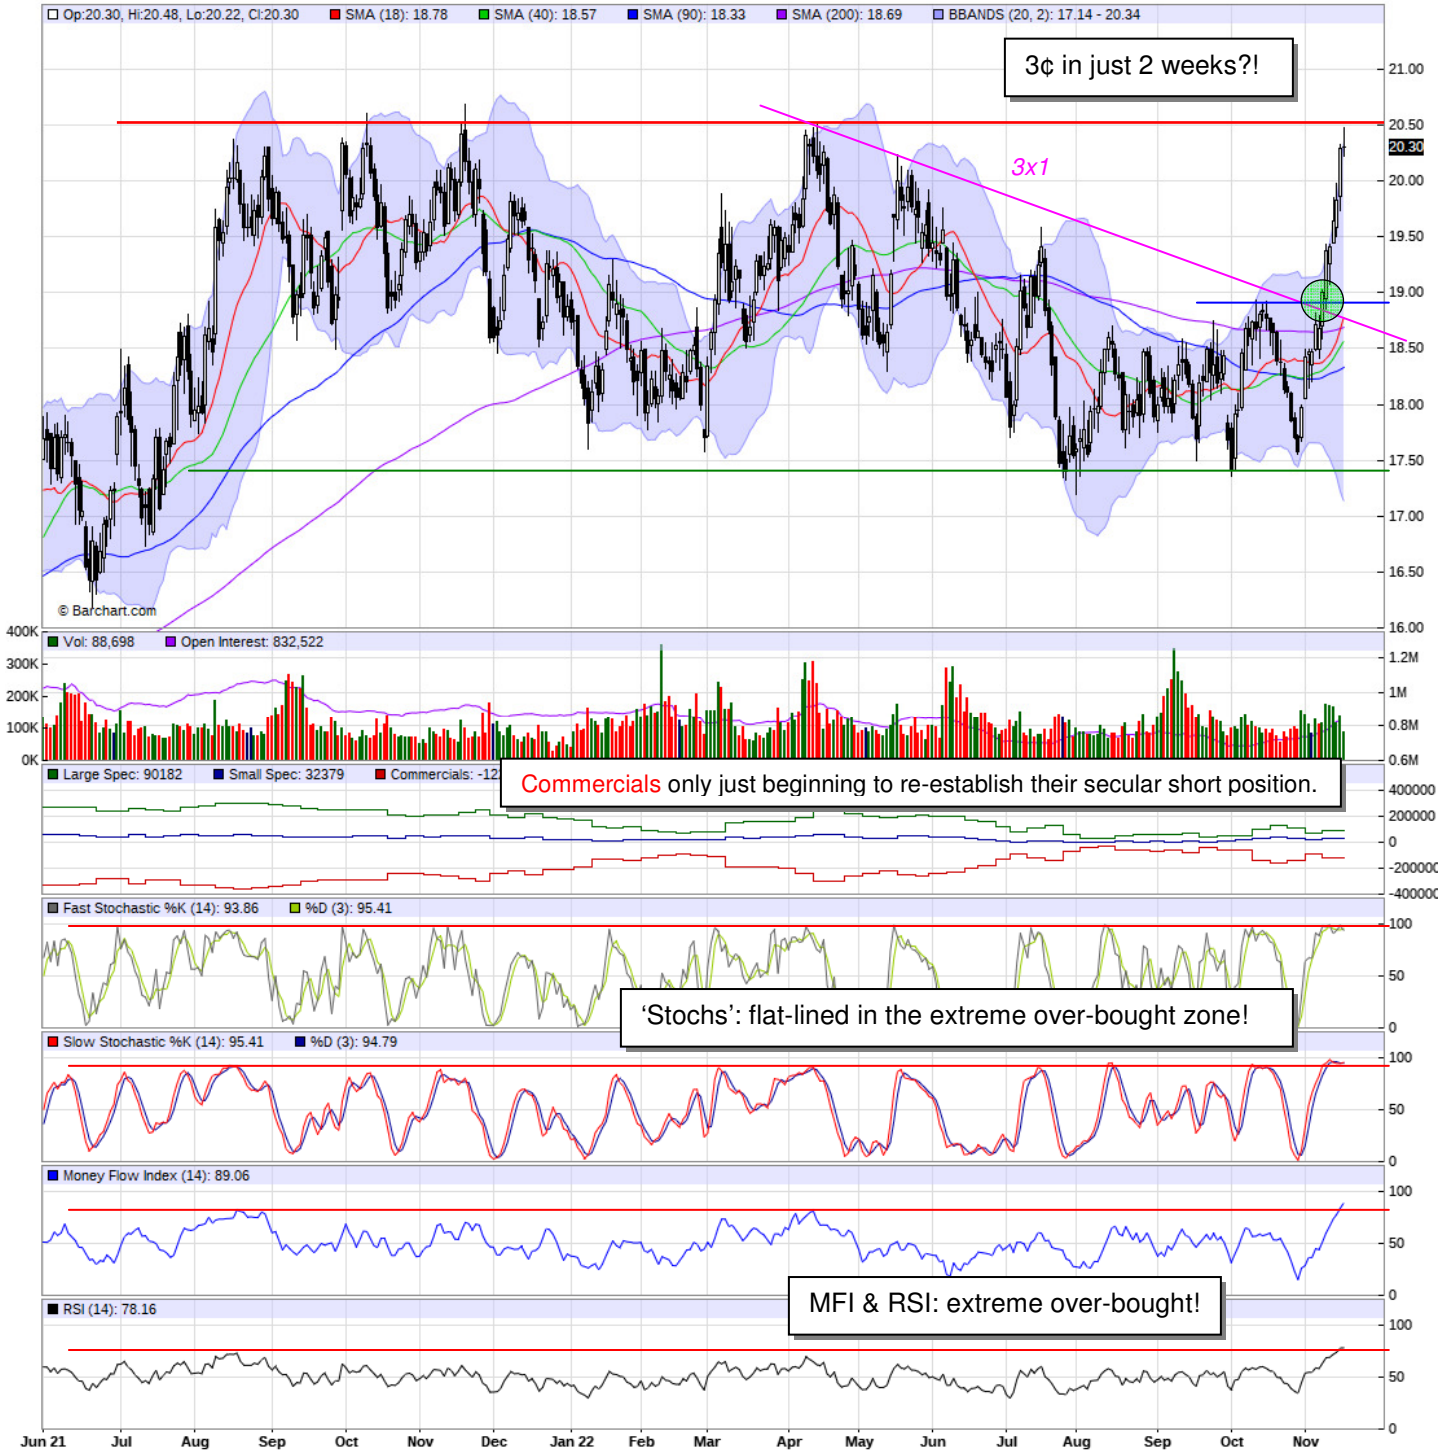 Op:20.30, Hi:20.48, Lo:20.22, Cl:20.30 SMA (18): 18.78 SMA (40): 18.57 SMA (90): 18.33 SMA (200): 18.69 BBANDS (20, 2): 17.14 - 20.34
3¢ in just 2 weeks?!
21.00
20.50
20.30
3x1
20.00
19.50
19.00
18.50
18.00
17.50
17.00
16.50
© Barchart.com
16.00
Vol: 88,698 Open Interest: 832,522
400K
300K
200K
100K
0K
1.2M
1M
0.8M
0.6M
Large Spec: 90182 Small Spec: 32379 Commercials: -12
Commercials only just beginning to re-establish their secular short position.
400000
200000
0
-200000
-400000
Fast Stochastic %K (14): 93.86 %D (3): 95.41
100
50
0
'Stochs': flat-lined in the extreme over-bought zone!
Slow Stochastic %K (14): 95.41 %D (3): 94.79
100
50
0
Money Flow Index (14): 89.06
100
50
0
MFI & RSI: extreme over-bought!
RSI (14): 78.16
100
50
0
Jun 21 Jul Aug Sep Oct Nov Dec Jan 22 Feb Mar Apr May Jun Jul Aug Sep Oct Nov